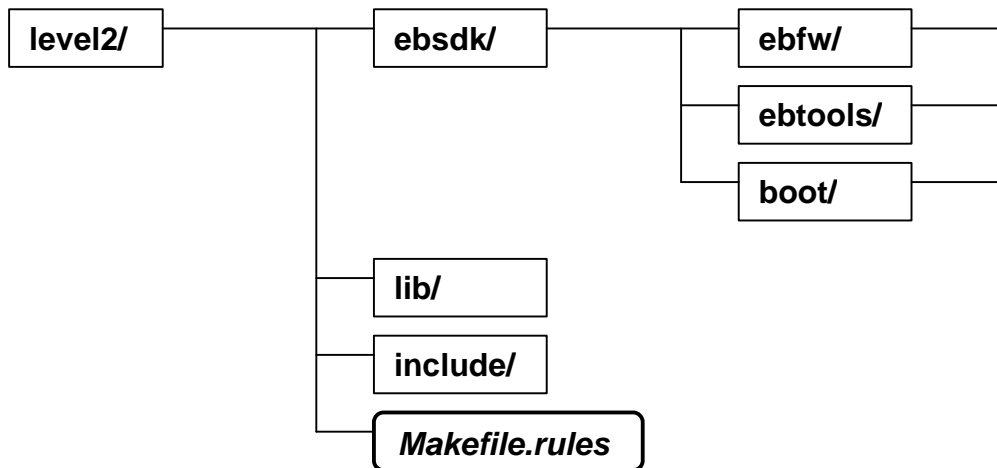 level2/
ebsdk/
ebfw/
ebtools/
boot/
lib/
include/
Makefile.rules